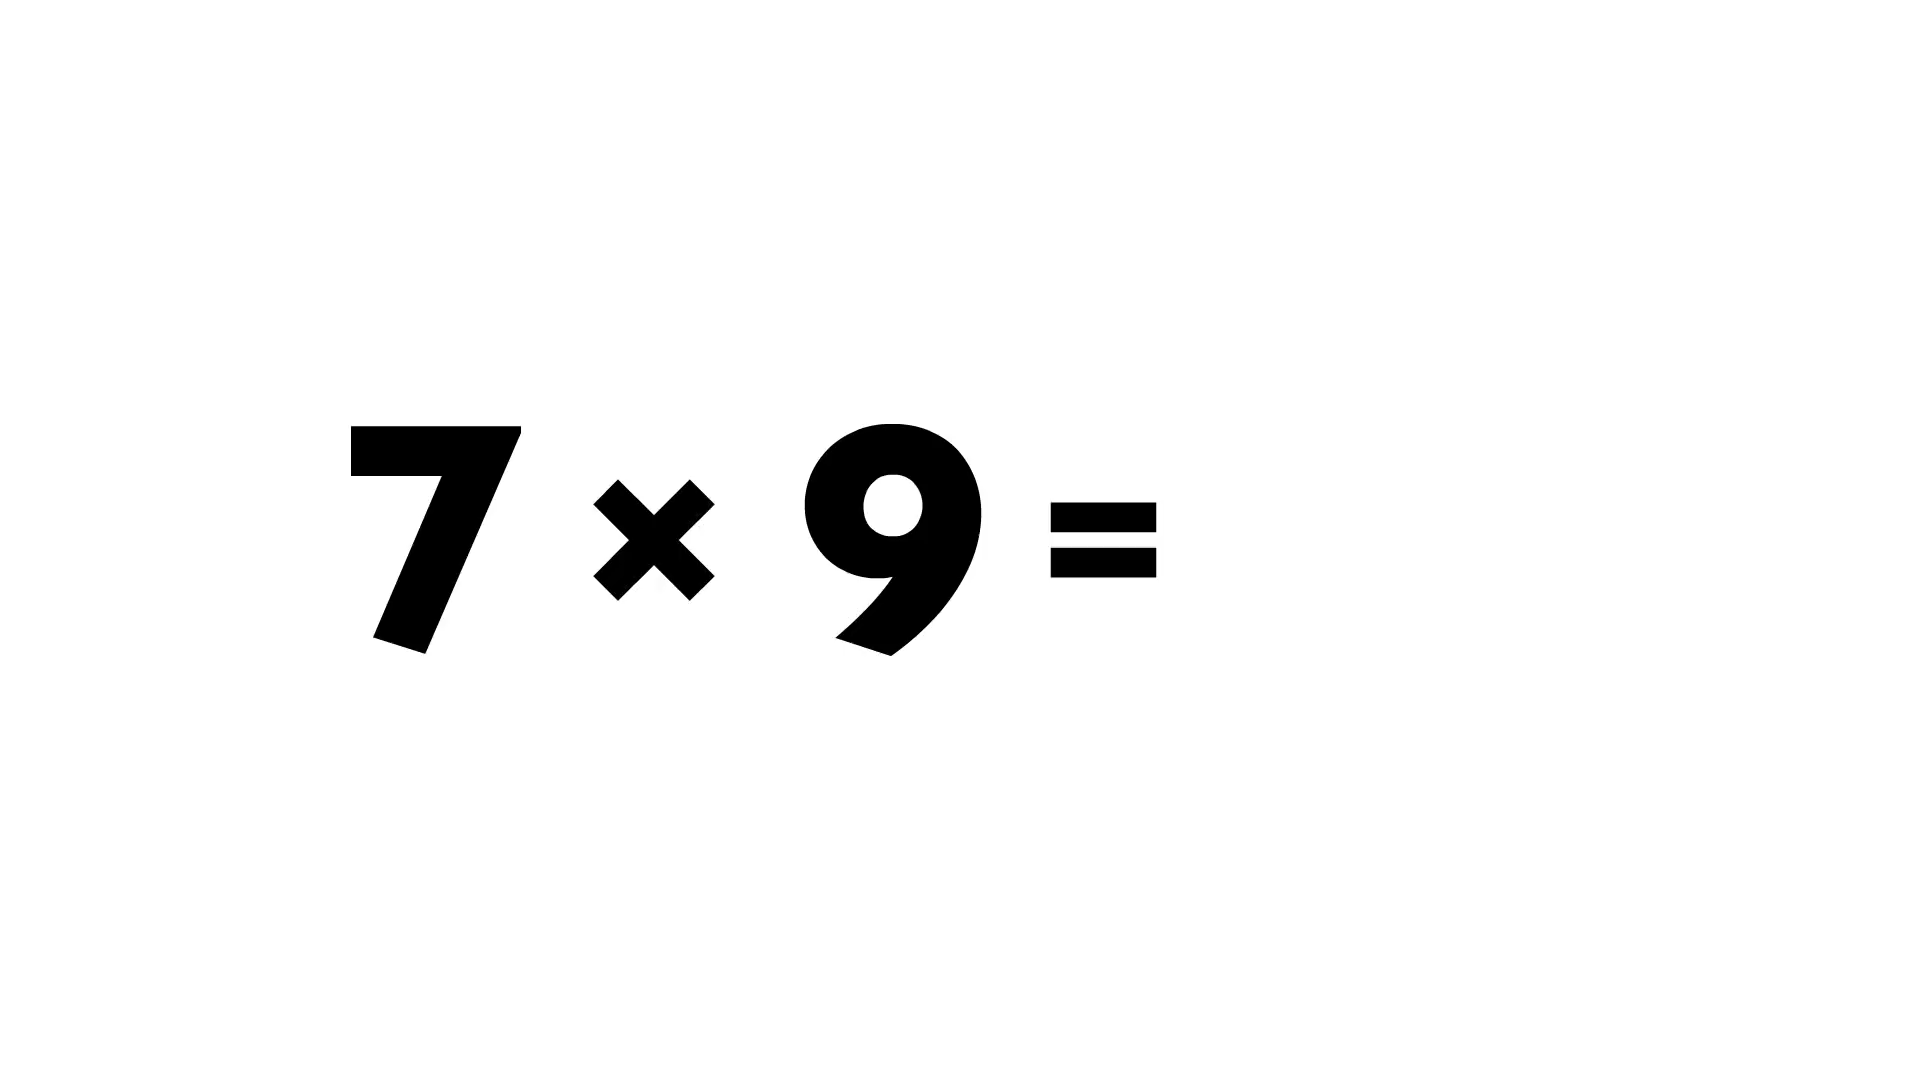 7 × 9 =